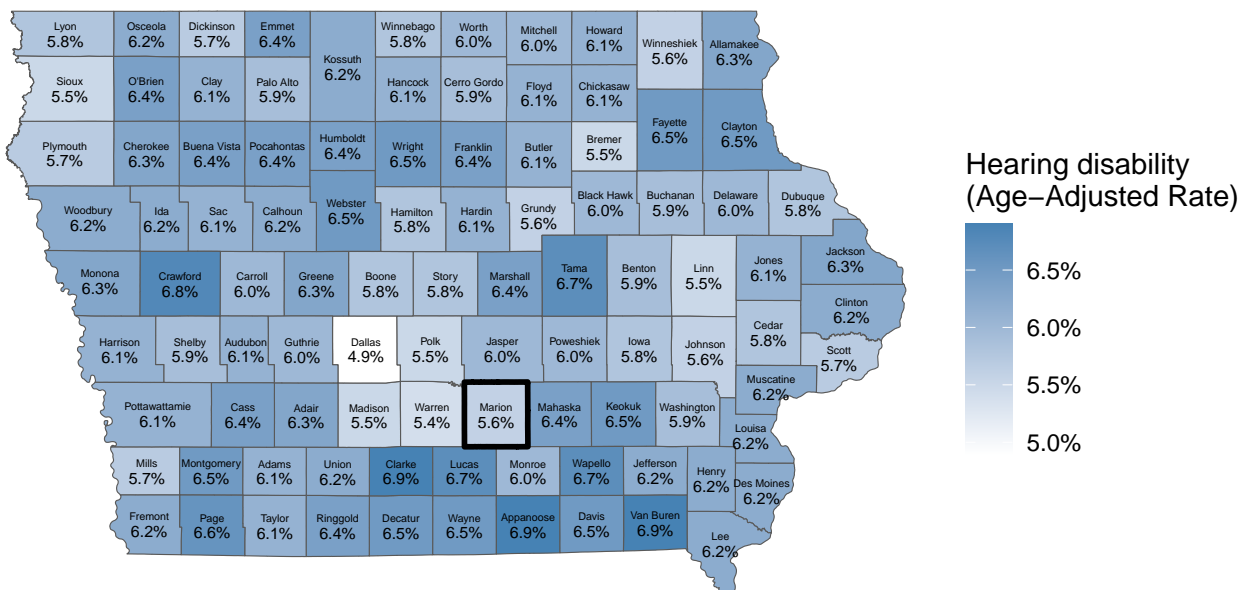 Lyon
5.8%
Osceola
6.2%
Dickinson
5.7%
Emmet
6.4%
Kossuth
6.2%
Winnebago
5.8%
Worth
6.0%
Mitchell
6.0%
Howard
6.1%
Winneshiek
5.6%
Allamakee
6.3%
Sioux
5.5%
O'Brien
6.4%
Clay
6.1%
Palo Alto
5.9%
Hancock
6.1%
Cerro Gordo
5.9%
Floyd
6.1%
Chickasaw
6.1%
Plymouth
5.7%
Cherokee
6.3%
Buena Vista
6.4%
Pocahontas
6.4%
Humboldt
6.4%
Wright
6.5%
Franklin
6.4%
Butler
6.1%
Bremer
5.5%
Fayette
6.5%
Clayton
6.5%
Woodbury
6.2%
Ida
6.2%
Sac
6.1%
Calhoun
6.2%
Webster
6.5%
Hamilton
5.8%
Hardin
6.1%
Grundy
5.6%
Black Hawk
6.0%
Buchanan
5.9%
Delaware
6.0%
Dubuque
5.8%
Monona
6.3%
Crawford
6.8%
Carroll
6.0%
Greene
6.3%
Boone
5.8%
Story
5.8%
Marshall
6.4%
Tama
6.7%
Benton
5.9%
Linn
5.5%
Jones
6.1%
Jackson
6.3%
Clinton
6.2%
Harrison
6.1%
Shelby
5.9%
Audubon
6.1%
Guthrie
6.0%
Dallas
4.9%
Polk
5.5%
Jasper
6.0%
Poweshiek
6.0%
Iowa
5.8%
Johnson
5.6%
Cedar
5.8%
Scott
5.7%
Muscatine
6.2%
Pottawattamie
6.1%
Cass
6.4%
Adair
6.3%
Madison
5.5%
Warren
5.4%
Marion
5.6%
Mahaska
6.4%
Keokuk
6.5%
Washington
5.9%
Louisa
6.2%
Mills
5.7%
Montgomery
6.5%
Adams
6.1%
Union
6.2%
Clarke
6.9%
Lucas
6.7%
Monroe
6.0%
Wapello
6.7%
Jefferson
6.2%
Henry
6.2%
Des Moines
6.2%
Fremont
6.2%
Page
6.6%
Taylor
6.1%
Ringgold
6.4%
Decatur
6.5%
Wayne
6.5%
Appanoose
6.9%
Davis
6.5%
Van Buren
6.9%
Lee
6.2%
Hearing disability
(Age−Adjusted Rate)
6.5%
6.0%
5.5%
5.0%